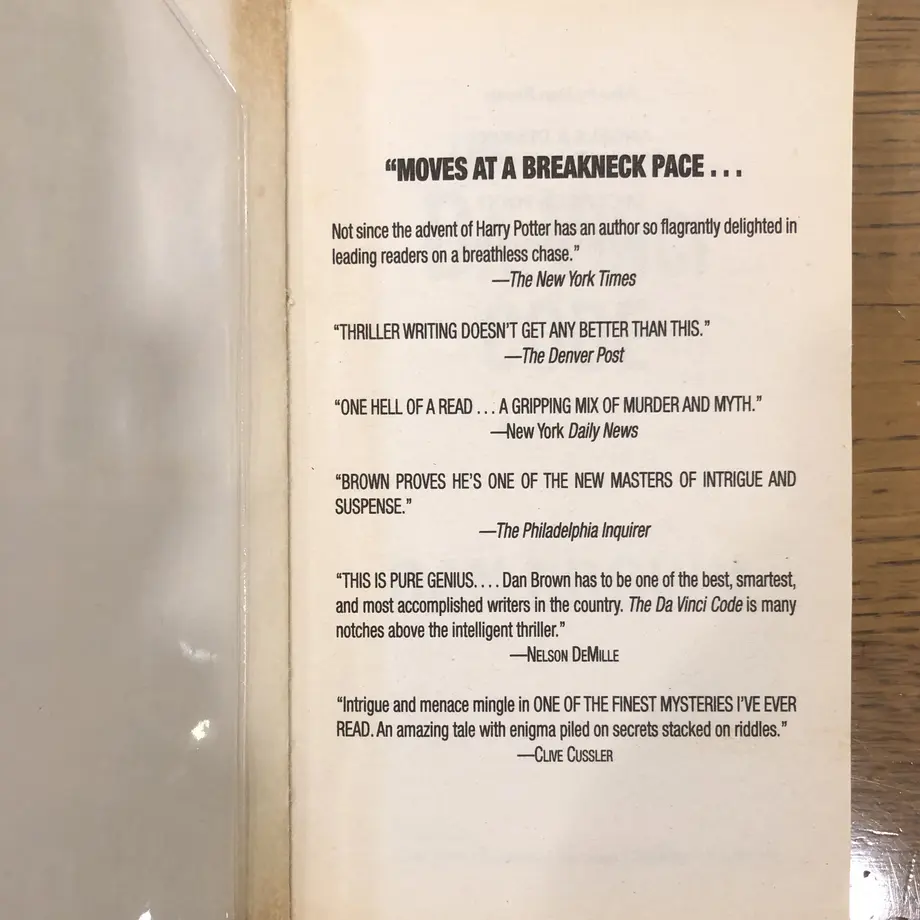 “MOVES AT A BREAKNECK PACE . . .
Not since the advent of Harry Potter has an author so flagrantly delighted in
leading readers on a breathless chase.”
—The New York Times
“THRILLER WRITING DOESN’T GET ANY BETTER THAN THIS.”
—The Denver Post
“ONE HELL OF A READ . . . A GRIPPING MIX OF MURDER AND MYTH.”
—New York Daily News
“BROWN PROVES HE’S ONE OF THE NEW MASTERS OF INTRIGUE AND
SUSPENSE.”
—The Philadelphia Inquirer
“THIS IS PURE GENIUS. . . . Dan Brown has to be one of the best, smartest,
and most accomplished writers in the country. The Da Vinci Code is many
notches above the intelligent thriller.”
—NELSON DEMILLE
“Intrigue and menace mingle in ONE OF THE FINEST MYSTERIES I’VE EVER
READ. An amazing tale with enigma piled on secrets stacked on riddles.”
—CLIVE CUSSLER